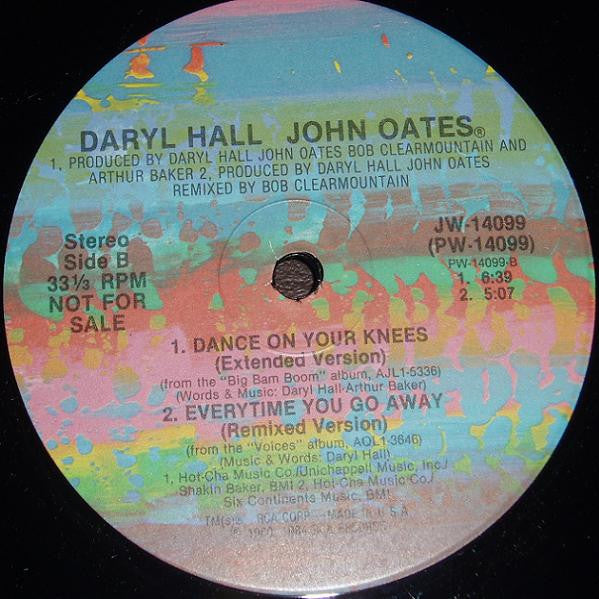 DARYL HALL JOHN OATES®
1. PRODUCED BY DARYL HALL JOHN OATES BOB CLEARMOUNTAIN AND
ARTHUR BAKER 2, PRODUCED BY DARYL HALL JOHN OATES
REMIXED BY BOB CLEARMOUNTAIN
Stereo
Side B
33⅓ RPM
NOT FOR
SALE
JW-14099
(PW-14099)
PW-14099-B
1. 6:39
2. 5:07
1. DANCE ON YOUR KNEES
(Extended Version)
(from the "Big Bam Boom" album, AJL1-5336)
(Words & Music: Daryl Hall-Arthur Baker)
2. EVERYTIME YOU GO AWAY
(Remixed Version)
(from the "Voices" album, AQL1-3646)
(Music & Words: Daryl Hall)
1, Hot-Cha Music Co./Unichappell Music, Inc./
Shakin Baker, BMI 2, Hot-Cha Music Co./
Six Continents Music, BMI
TM(s)® RCA CORP. MADE IN U.S.A.